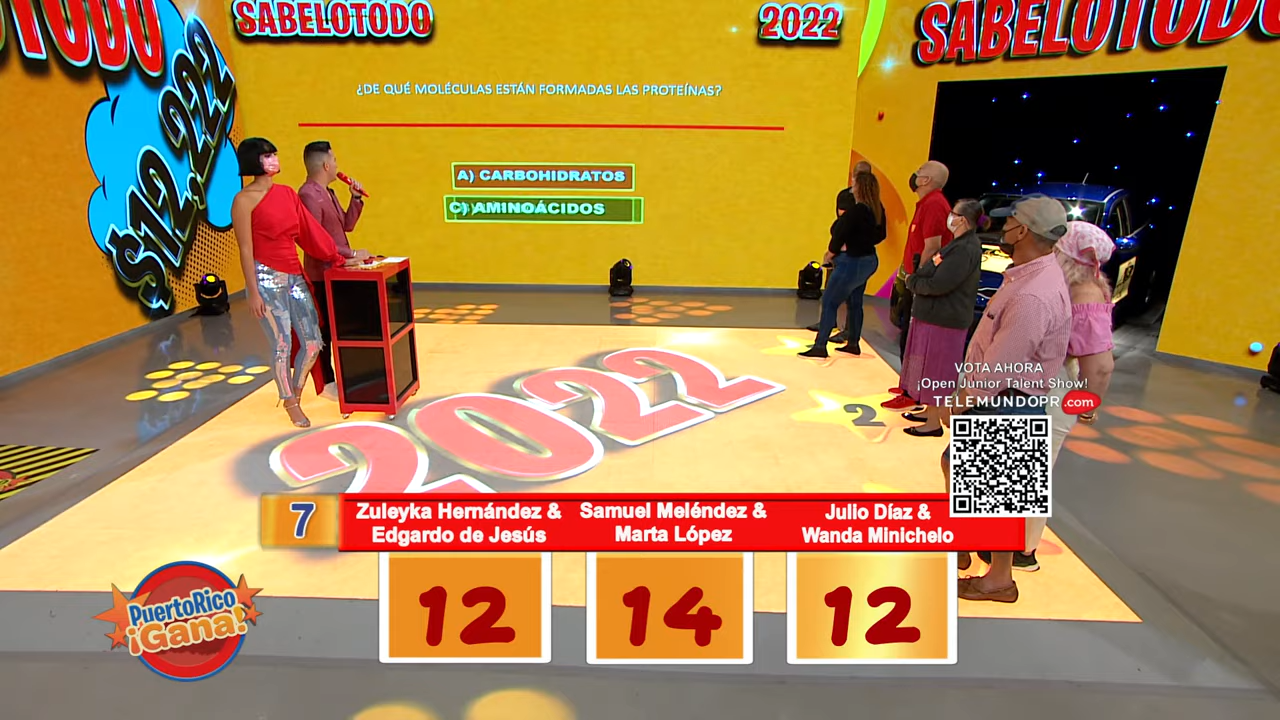 TODO
SABELOTODO
2022
SABELOTODO
$12,222
¿DE QUÉ MOLÉCULAS ESTÁN FORMADAS LAS PROTEÍNAS?
A) CARBOHIDRATOS
C) AMINOÁCIDOS
2
2022
VOTA AHORA
¡Open Junior Talent Show!
TELEMUNDOPR.com
7
Zuleyka Hernández &
Edgardo de Jesús
Samuel Meléndez &
Marta López
Julio Díaz &
Wanda Minichelo
12
14
12
PuertoRico
¡Gana!